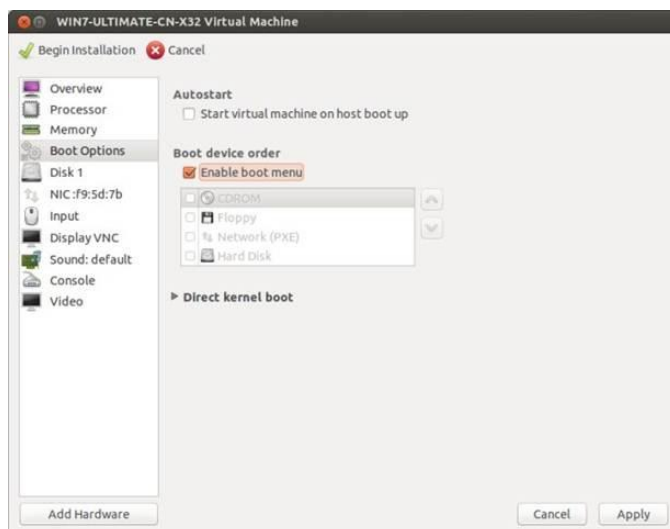 WIN7-ULTIMATE-CN-X32 Virtual Machine
Begin Installation Cancel
Overview
Processor
Memory
Boot Options
Disk 1
NIC :f9:5d:7b
Input
Display VNC
Sound: default
Console
Video
Add Hardware
Autostart
Start virtual machine on host boot up
Boot device order
Enable boot menu
CDROM
Floppy
Network (PXE)
Hard Disk
Direct kernel boot
Cancel Apply